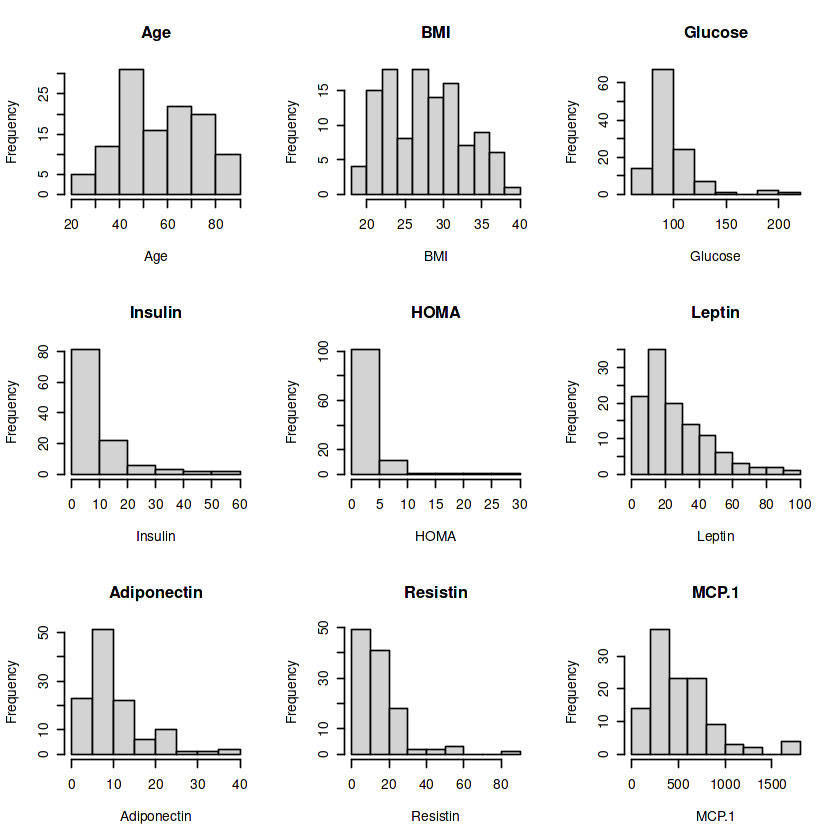 Age
Frequency
5
15
25
20 40 60 80
Age
BMI
Frequency
0
5
10
15
20 25 30 35 40
BMI
Glucose
Frequency
0
20
40
60
100 150 200
Glucose
Insulin
Frequency
0
20
40
60
80
0 10 20 30 40 50 60
Insulin
HOMA
Frequency
0
20
60
100
0 5 10 15 20 25 30
HOMA
Leptin
Frequency
0
10
20
30
0 20 40 60 80 100
Leptin
Adiponectin
Frequency
0
10
30
50
0 10 20 30 40
Adiponectin
Resistin
Frequency
0
10
30
50
0 20 40 60 80
Resistin
MCP.1
Frequency
0
10
20
30
0 500 1000 1500
MCP.1